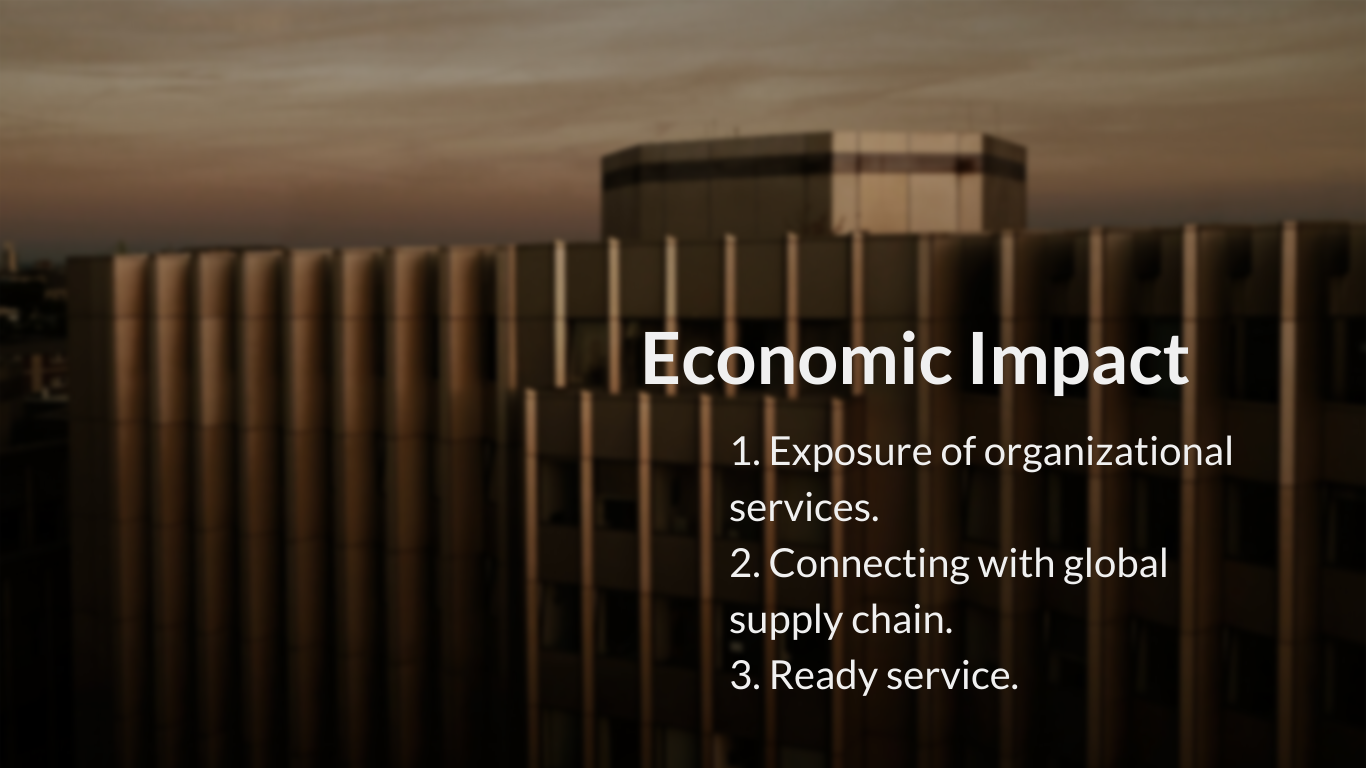 Economic Impact
1. Exposure of organizational
services.
2. Connecting with global
supply chain.
3. Ready service.